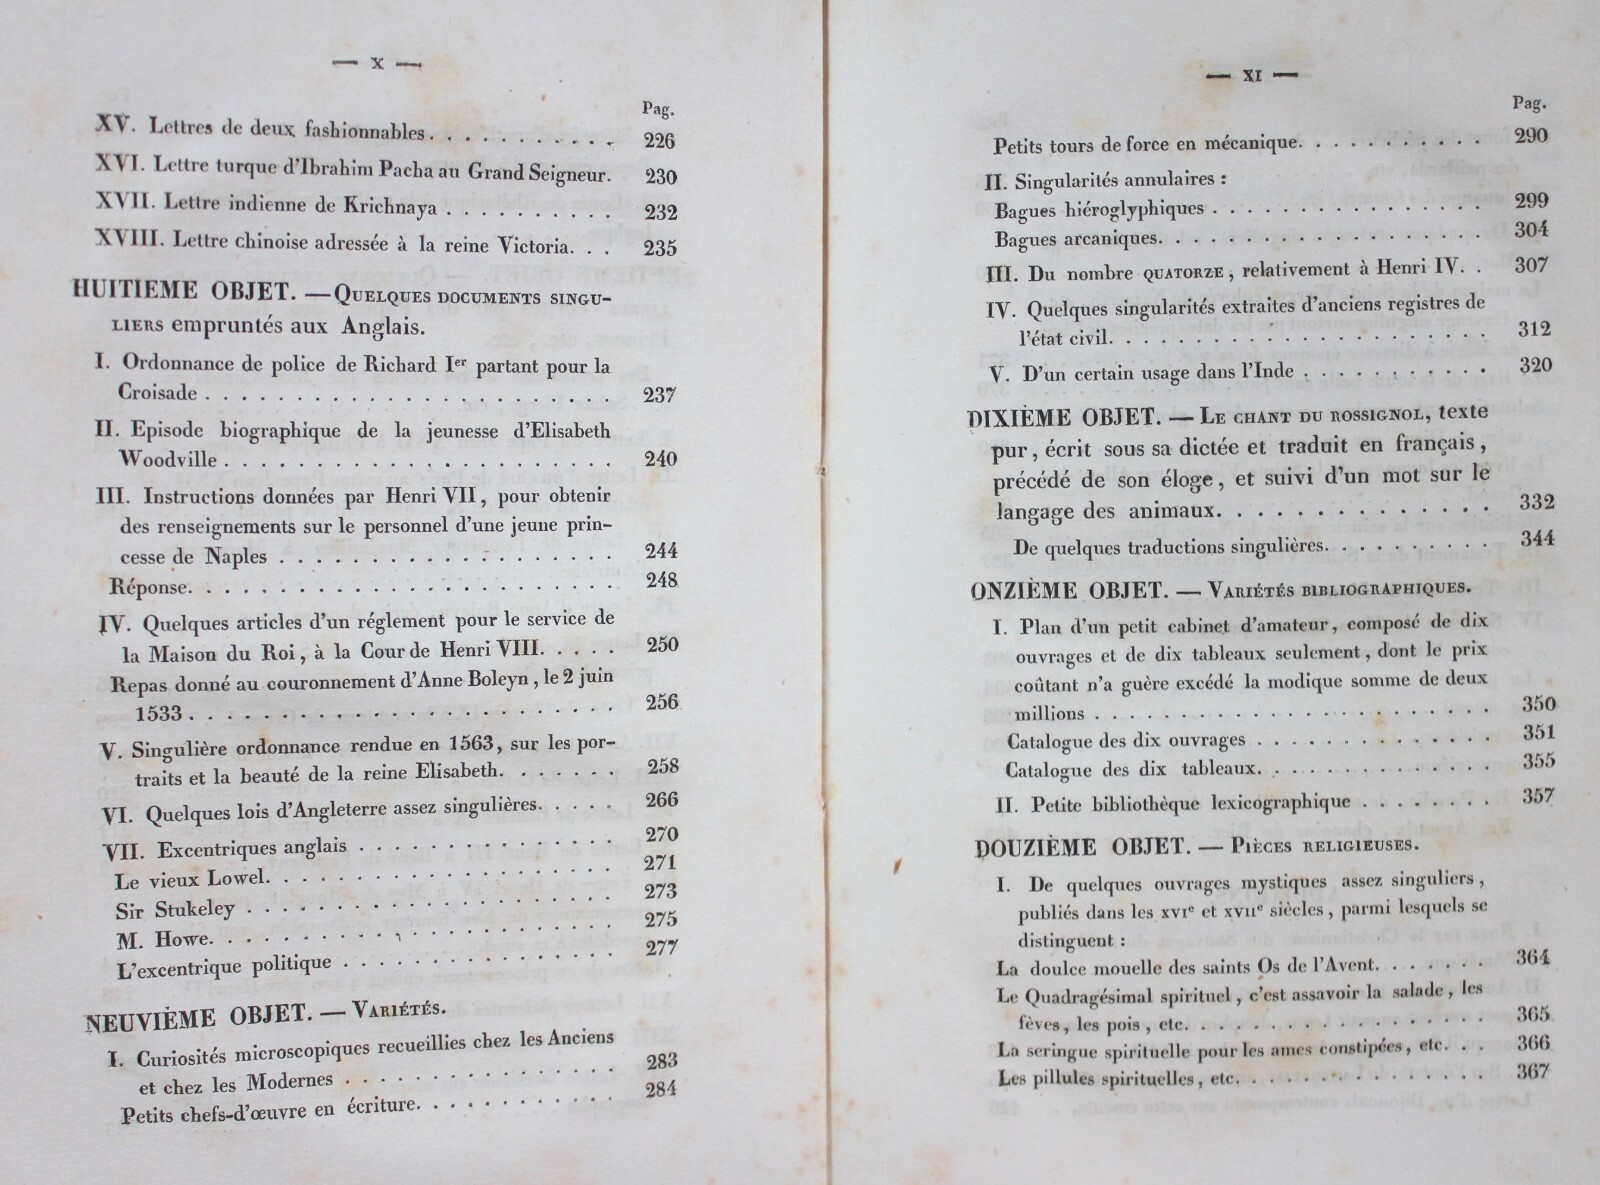 — X —
Pag.
XV. Lettres de deux fashionnables. . . . . . . . . . . 226
XVI. Lettre turque d'Ibrahim Pacha au Grand Seigneur. 230
XVII. Lettre indienne de Krichnaya . . . . . . . . . . 232
XVIII. Lettre chinoise adressée à la reine Victoria. . . 235
HUITIEME OBJET. — QUELQUES DOCUMENTS SINGU-
LIERS empruntés aux Anglais.
I. Ordonnance de police de Richard Ier partant pour la
Croisade . . . . . . . . . . . . . . . . . . . . . . . 237
II. Episode biographique de la jeunesse d'Elisabeth
Woodville . . . . . . . . . . . . . . . . . . . . . . 240
III. Instructions données par Henri VII, pour obtenir
des renseignements sur le personnel d'une jeune prin-
cesse de Naples . . . . . . . . . . . . . . . . . . . 244
Réponse. . . . . . . . . . . . . . . . . . . . . . . . 248
IV. Quelques articles d'un réglement pour le service de
la Maison du Roi, à la Cour de Henri VIII. . . . . 250
Repas donné au couronnement d'Anne Boleyn, le 2 juin
1533 . . . . . . . . . . . . . . . . . . . . . . . . 256
V. Singulière ordonnance rendue en 1563, sur les por-
traits et la beauté de la reine Elisabeth. . . . . . . 258
VI. Quelques lois d'Angleterre assez singulières. . . . . 266
VII. Excentriques anglais . . . . . . . . . . . . . . . 270
Le vieux Lowel. . . . . . . . . . . . . . . . . . . . 271
Sir Stukeley . . . . . . . . . . . . . . . . . . . . . 273
M. Howe. . . . . . . . . . . . . . . . . . . . . . . 275
L'excentrique politique . . . . . . . . . . . . . . . . 277
NEUVIÈME OBJET. — VARIÉTÉS.
I. Curiosités microscopiques recueillies chez les Anciens
et chez les Modernes . . . . . . . . . . . . . . . . 283
Petits chefs-d'œuvre en écriture. . . . . . . . . . . . 284
— XI —
Pag.
Petits tours de force en mécanique. . . . . . . . . . . 290
II. Singularités annulaires :
Bagues hiéroglyphiques . . . . . . . . . . . . . . . . 299
Bagues arcaniques. . . . . . . . . . . . . . . . . . . 304
III. Du nombre QUATORZE, relativement à Henri IV. . 307
IV. Quelques singularités extraites d'anciens registres de
l'état civil. . . . . . . . . . . . . . . . . . . . . . 312
V. D'un certain usage dans l'Inde . . . . . . . . . . . 320
DIXIÈME OBJET. — LE CHANT DU ROSSIGNOL, texte
pur, écrit sous sa dictée et traduit en français,
précédé de son éloge, et suivi d'un mot sur le
langage des animaux. . . . . . . . . . . . . . 332
De quelques traductions singulières. . . . . . . . . . 344
ONZIÈME OBJET. — VARIÉTÉS BIBLIOGRAPHIQUES.
I. Plan d'un petit cabinet d'amateur, composé de dix
ouvrages et de dix tableaux seulement, dont le prix
coûtant n'a guère excédé la modique somme de deux
millions . . . . . . . . . . . . . . . . . . . . . . . 350
Catalogue des dix ouvrages . . . . . . . . . . . . . . 351
Catalogue des dix tableaux. . . . . . . . . . . . . . . 355
II. Petite bibliothèque lexicographique . . . . . . . . 357
DOUZIÈME OBJET. — PIÈCES RELIGIEUSES.
I. De quelques ouvrages mystiques assez singuliers,
publiés dans les XVIe et XVIIe siècles, parmi lesquels se
distinguent :
La doulce mouelle des saints Os de l'Avent. . . . . . . 364
Le Quadragésimal spirituel, c'est assavoir la salade, les
fèves, les pois, etc. . . . . . . . . . . . . . . . . . 365
La seringue spirituelle pour les ames constipées, etc. . . 366
Les pillules spirituelles, etc. . . . . . . . . . . . . . . 367